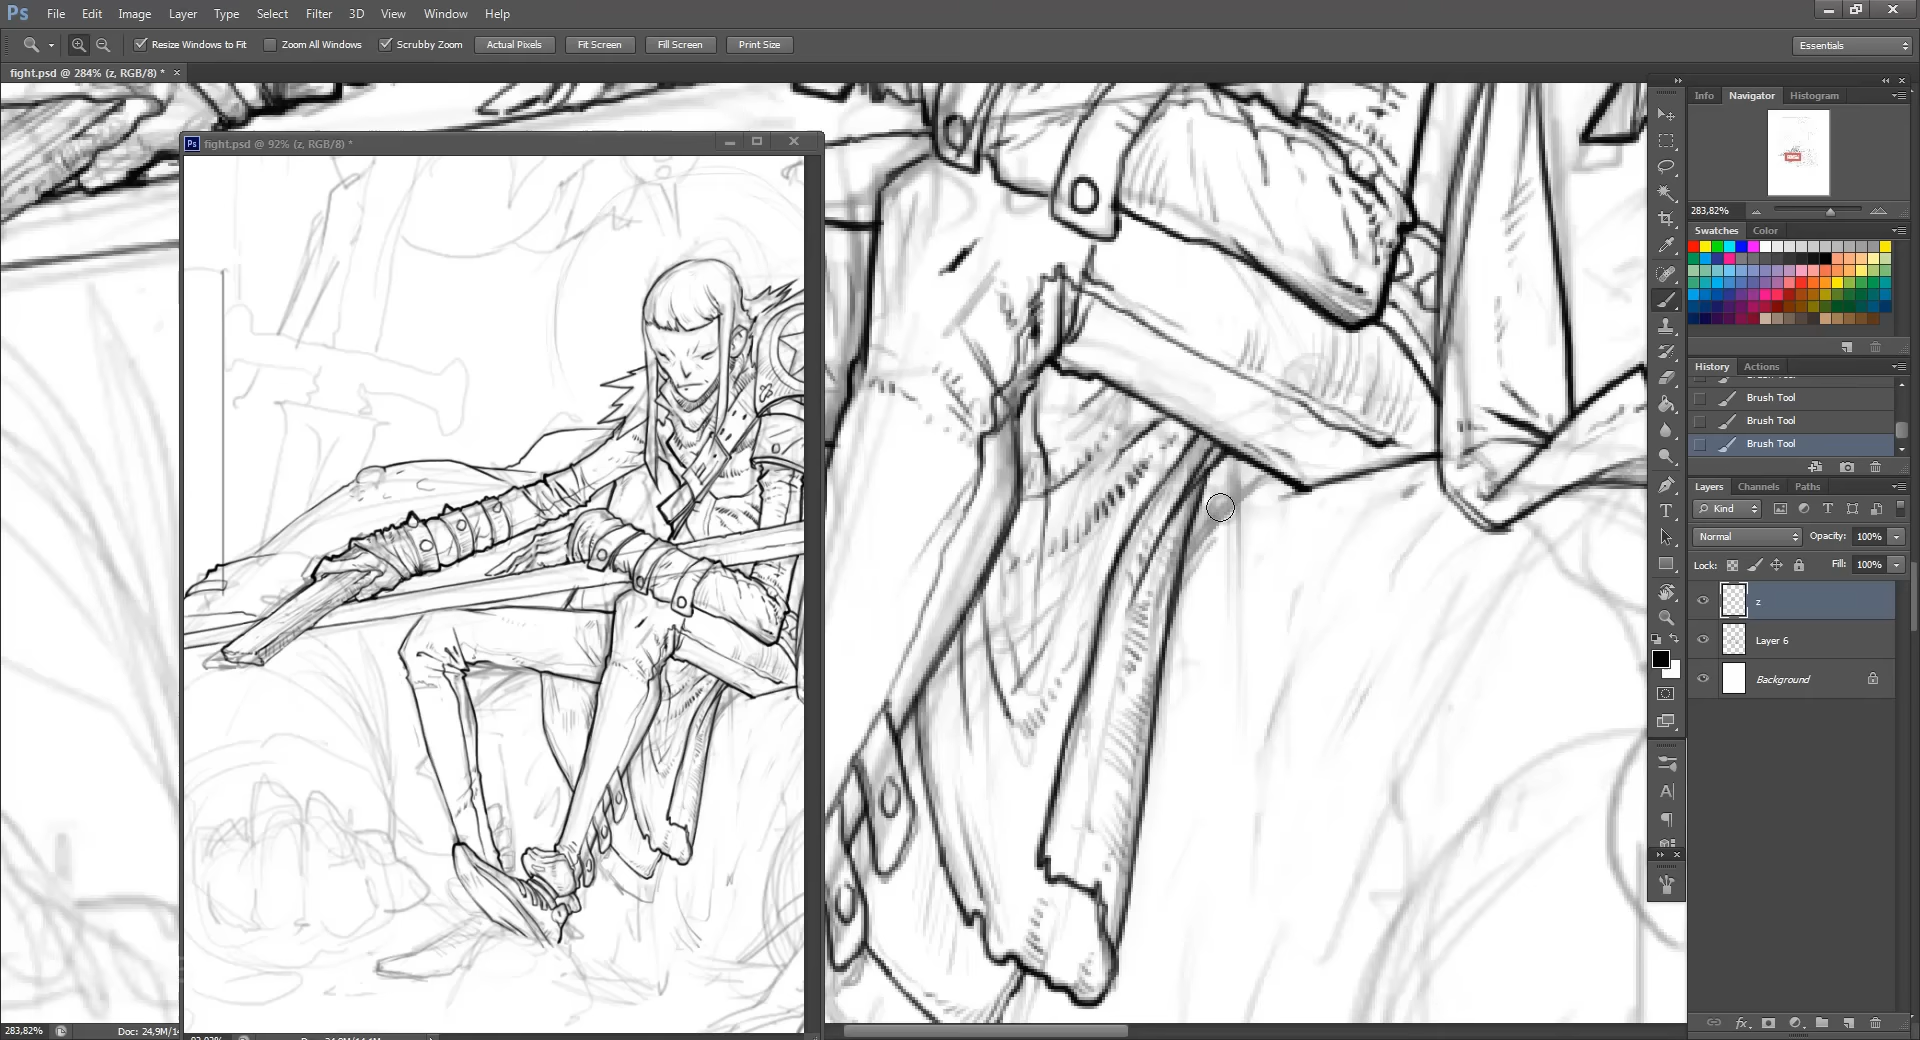 Ps File Edit Image Layer Type Select Filter 3D View Window Help
Resize Windows to Fit Zoom All Windows Scrubby Zoom Actual Pixels Fit Screen Fill Screen Print Size Essentials
fight.psd @ 284% (z, RGB/8) * ×
Ps fight.psd @ 92% (z, RGB/8) *
Info Navigator Histogram
283,82%
Swatches Color
History Actions
Brush Tool
Brush Tool
Brush Tool
Layers Channels Paths
Kind
Normal Opacity: 100%
Lock: Fill: 100%
z
Layer 6
Background
fx
283,82% Doc: 24,9M/1